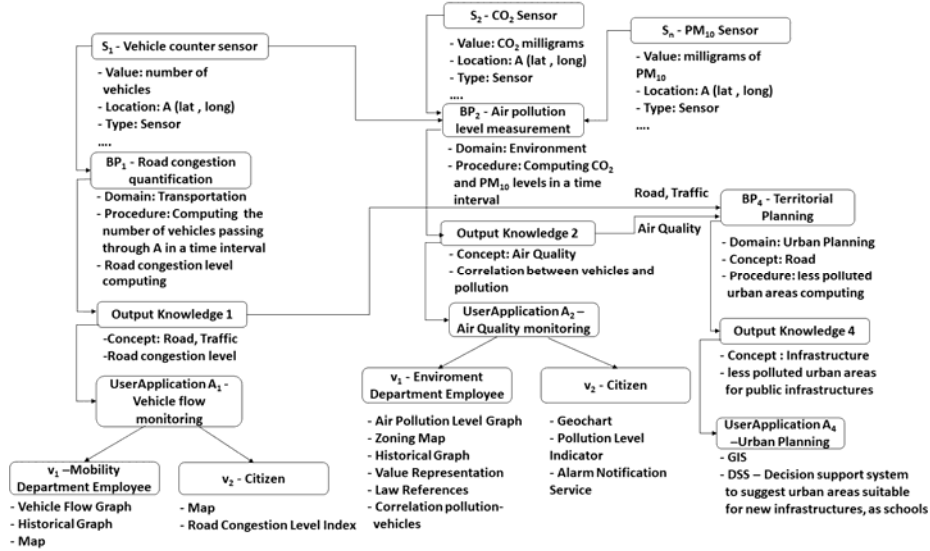 S1 - Vehicle counter sensor
- Value: number of
vehicles
- Location: A (lat , long)
- Type: Sensor
....
BP1 - Road congestion
quantification
- Domain: Transportation
- Procedure: Computing the
number of vehicles passing
through A in a time interval
- Road congestion level
computing
Output Knowledge 1
-Concept: Road, Traffic
-Road congestion level
UserApplication A1 -
Vehicle flow
monitoring
v1 –Mobility
Department Employee
- Vehicle Flow Graph
- Historical Graph
- Map
v2 - Citizen
- Map
- Road Congestion Level Index
S2 - CO2 Sensor
- Value: CO2 milligrams
- Location: A (lat , long)
- Type: Sensor
....
BP2 - Air pollution
level measurement
- Domain: Environment
- Procedure: Computing CO2
and PM10 levels in a time
interval
Output Knowledge 2
- Concept: Air Quality
- Correlation between vehicles and
pollution
UserApplication A2 –
Air Quality monitoring
v1 - Enviroment
Department Employee
- Air Pollution Level Graph
- Zoning Map
- Historical Graph
- Value Representation
- Law References
- Correlation pollution-
vehicles
v2 – Citizen
- Geochart
- Pollution Level
Indicator
- Alarm Notification
Service
Sn - PM10 Sensor
- Value: milligrams of
PM10
- Location: A (lat , long)
- Type: Sensor
....
Road, Traffic
Air Quality
BP4 - Territorial
Planning
- Domain: Urban Planning
- Concept: Road
- Procedure: less polluted
urban areas computing
Output Knowledge 4
- Concept : Infrastructure
- less polluted urban areas
for public infrastructures
UserApplication A4
–Urban Planning
- GIS
- DSS – Decision support system
to suggest urban areas suitable
for new infrastructures, as schools